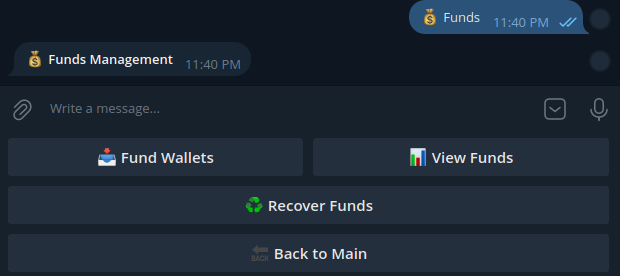 💰 Funds 11:40 PM
💰 Funds Management 11:40 PM
Write a message...
📥 Fund Wallets 📊 View Funds
♻️ Recover Funds
🔙 Back to Main